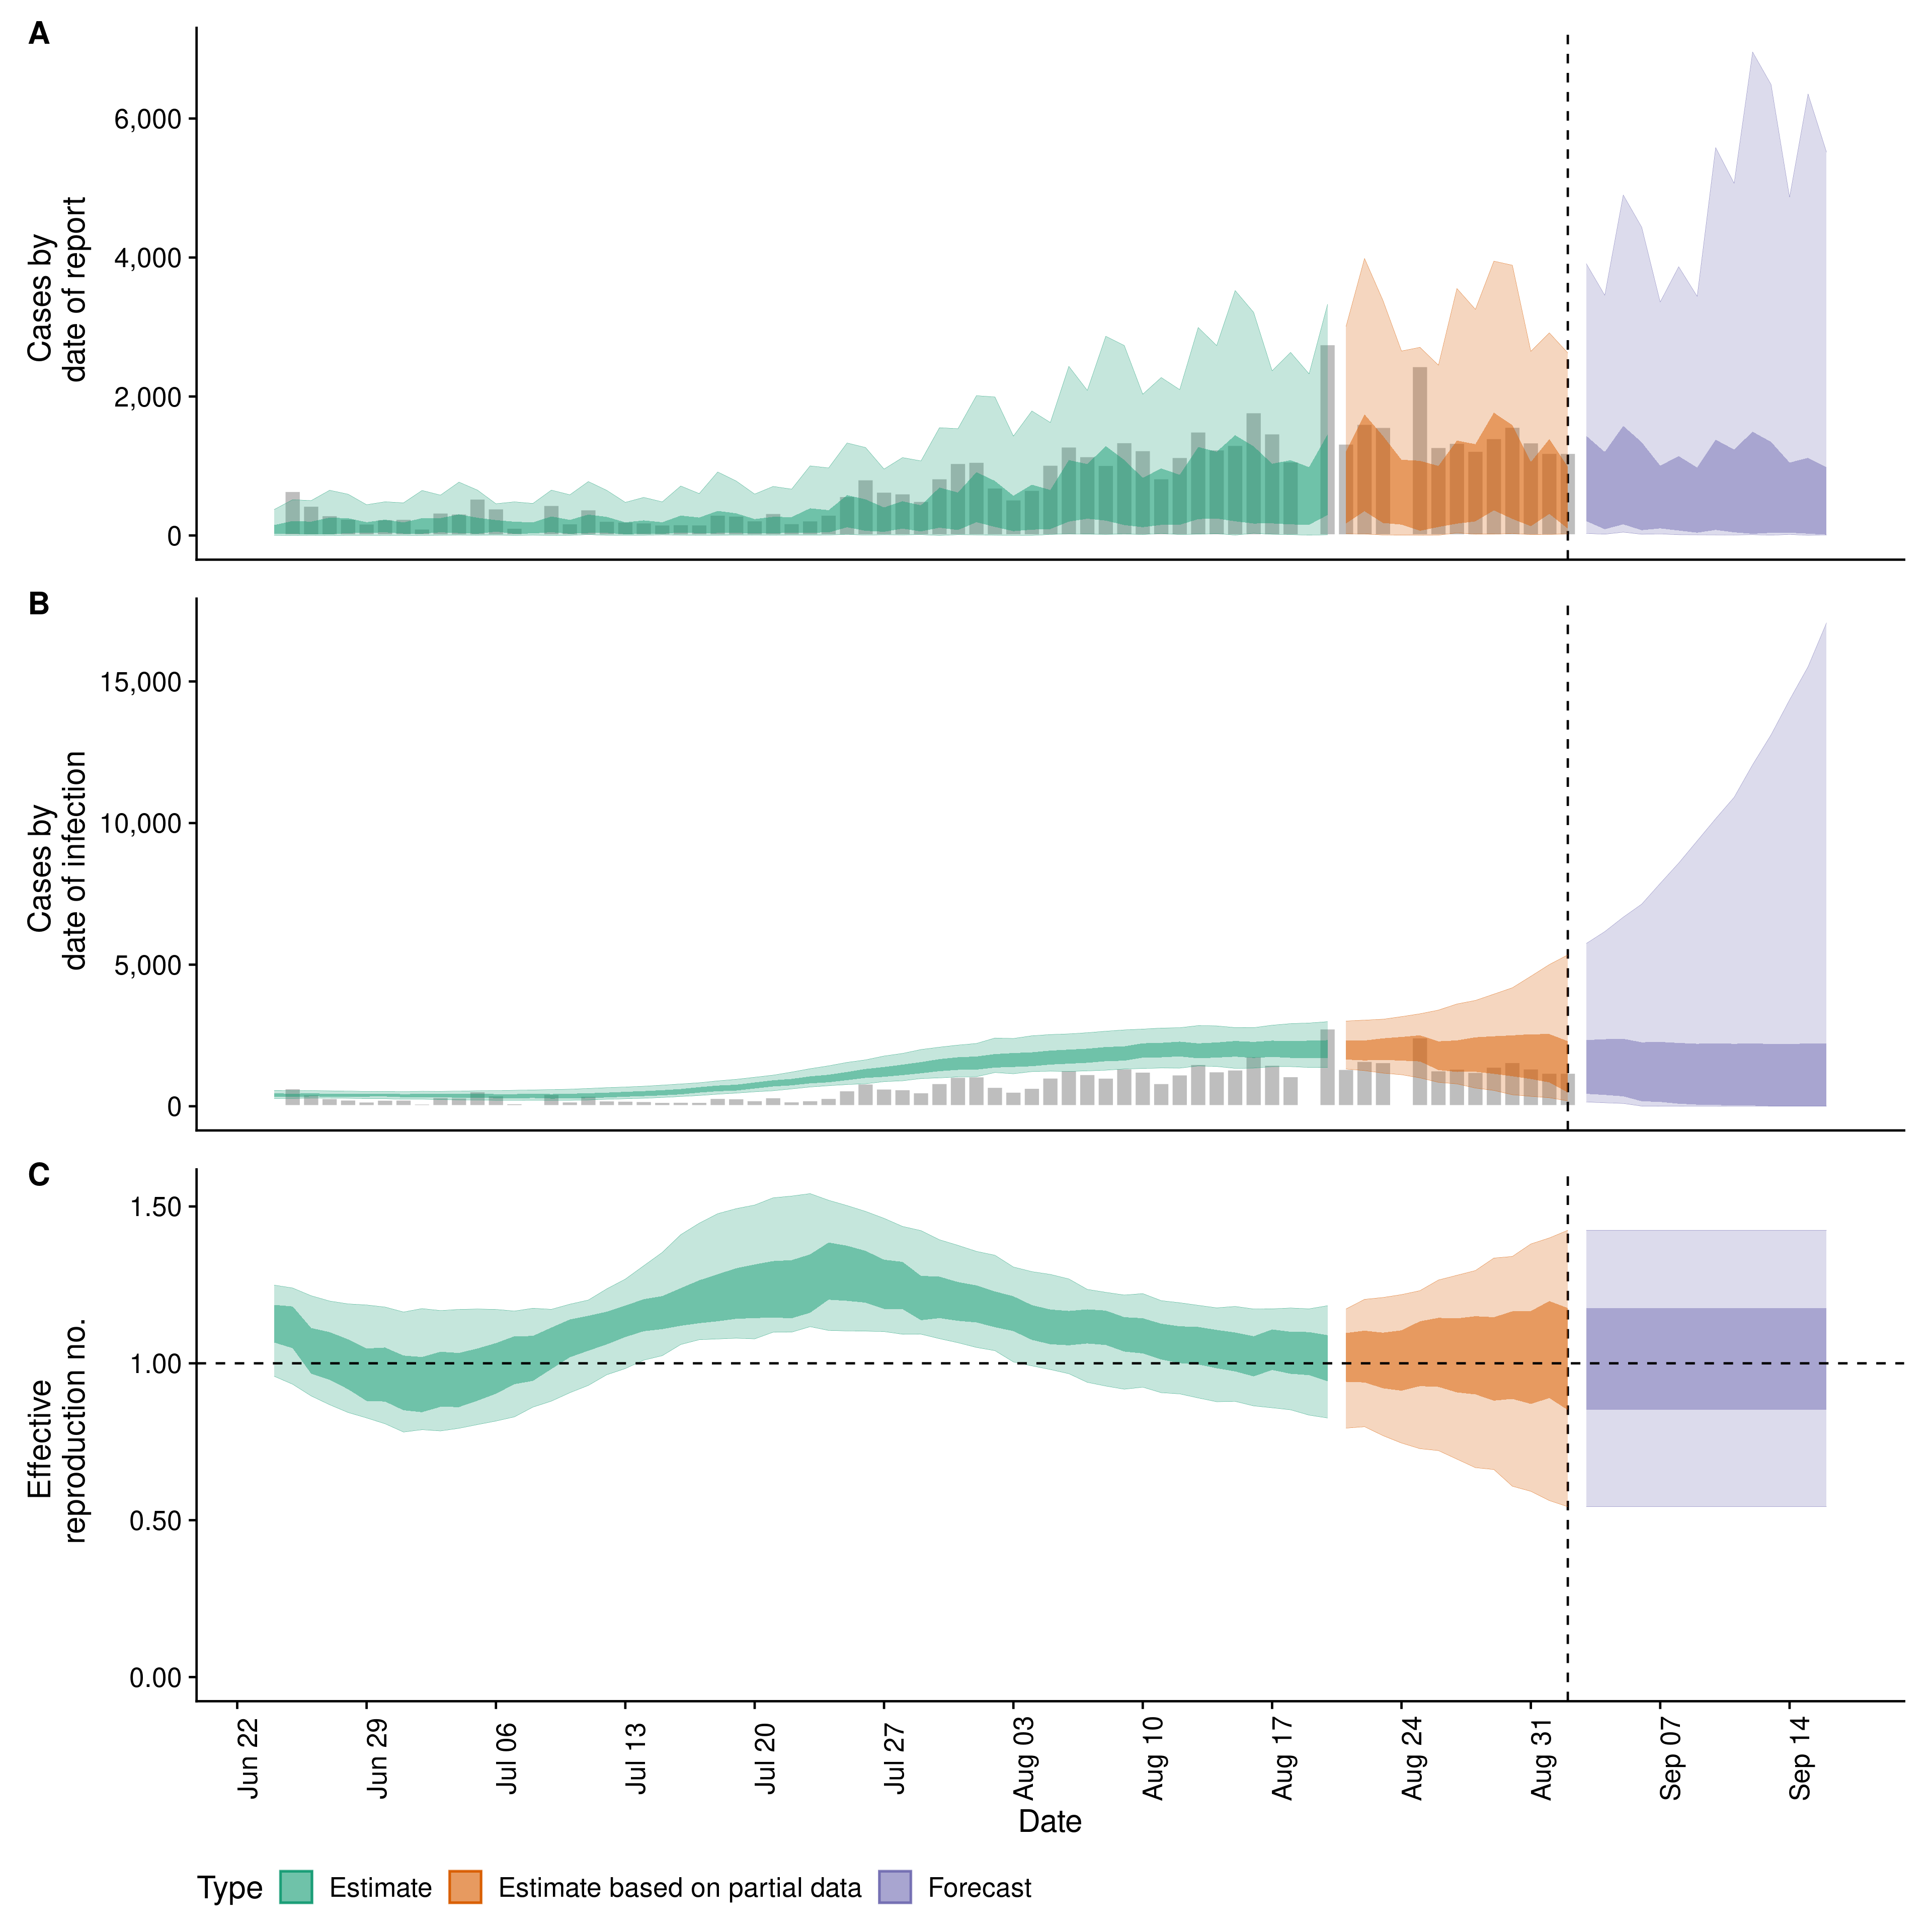 A
Cases by
date of report
6,000
4,000
2,000
0
B
Cases by
date of infection
15,000
10,000
5,000
0
C
Effective
reproduction no.
1.50
1.00
0.50
0.00
Jun 22
Jun 29
Jul 06
Jul 13
Jul 20
Jul 27
Aug 03
Aug 10
Aug 17
Aug 24
Aug 31
Sep 07
Sep 14
Date
Type Estimate Estimate based on partial data Forecast